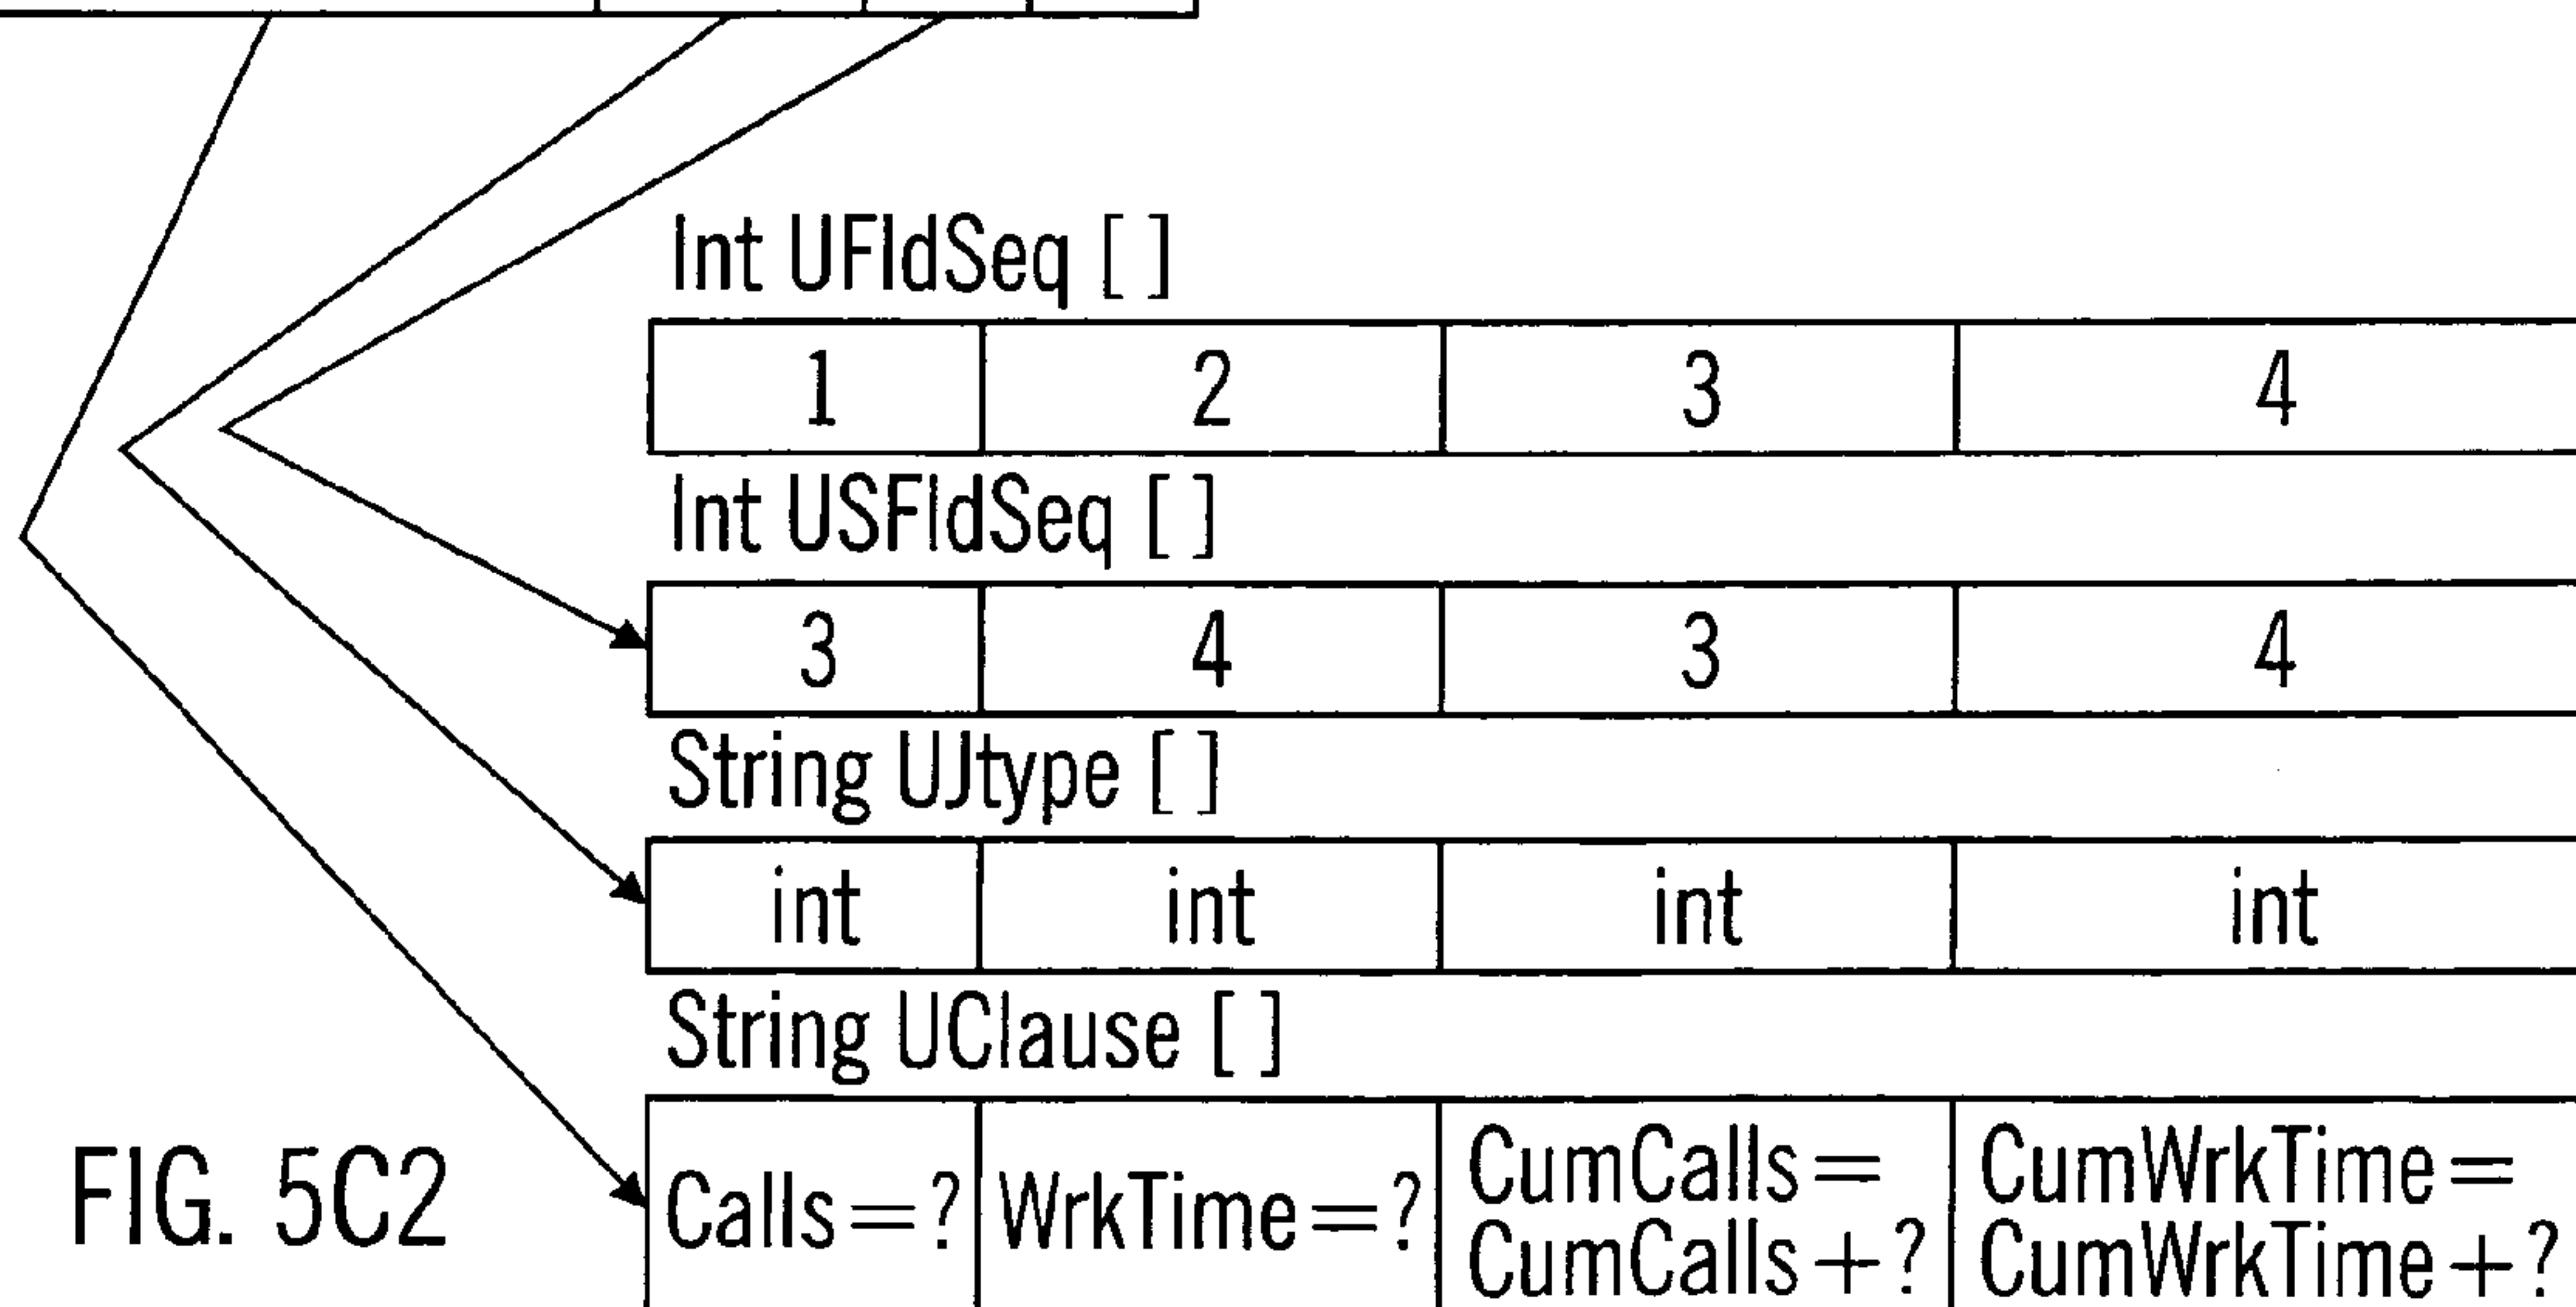 Int UFldSeq [ ]
1 2 3 4
Int USFldSeq [ ]
3 4 3 4
String UJtype [ ]
int int int int
String UClause [ ]
Calls=? WrkTime=? CumCalls= CumWrkTime=
CumCalls+? CumWrkTime+?
FIG. 5C2